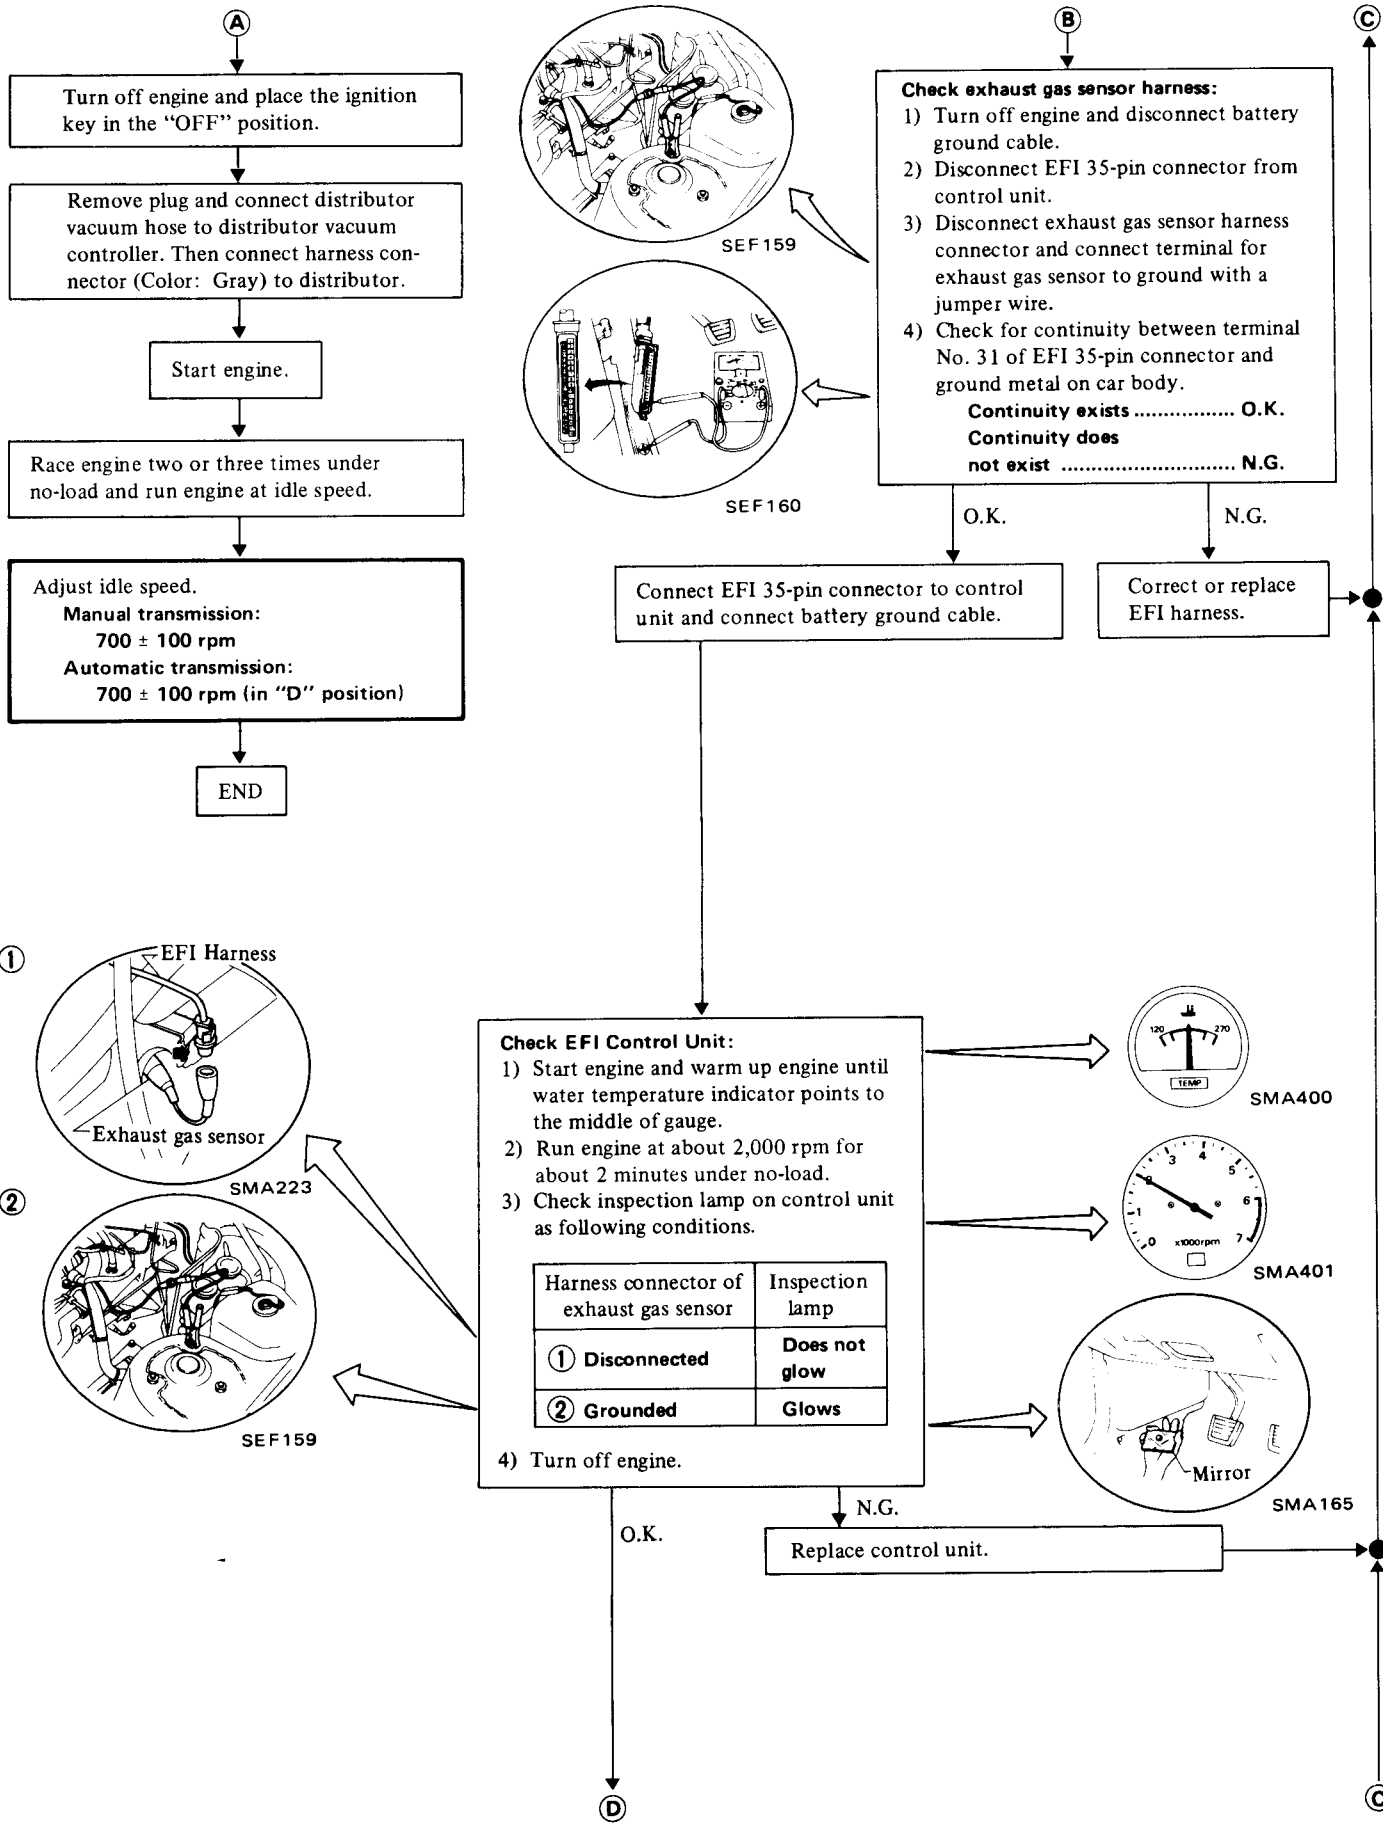 A
Turn off engine and place the ignition
key in the “OFF” position.
Remove plug and connect distributor
vacuum hose to distributor vacuum
controller. Then connect harness con-
nector (Color: Gray) to distributor.
Start engine.
Race engine two or three times under
no-load and run engine at idle speed.
Adjust idle speed.
Manual transmission:
700 ± 100 rpm
Automatic transmission:
700 ± 100 rpm (in “D” position)
END
SEF159
SEF160
B
Check exhaust gas sensor harness:
1) Turn off engine and disconnect battery
ground cable.
2) Disconnect EFI 35-pin connector from
control unit.
3) Disconnect exhaust gas sensor harness
connector and connect terminal for
exhaust gas sensor to ground with a
jumper wire.
4) Check for continuity between terminal
No. 31 of EFI 35-pin connector and
ground metal on car body.
Continuity exists ................. O.K.
Continuity does
not exist ............................. N.G.
C
O.K.
N.G.
Connect EFI 35-pin connector to control
unit and connect battery ground cable.
Correct or replace
EFI harness.
1
EFI Harness
Exhaust gas sensor
SMA223
2
SEF159
Check EFI Control Unit:
1) Start engine and warm up engine until
water temperature indicator points to
the middle of gauge.
2) Run engine at about 2,000 rpm for
about 2 minutes under no-load.
3) Check inspection lamp on control unit
as following conditions.
Harness connector of
exhaust gas sensor
Inspection
lamp
1 Disconnected
Does not
glow
2 Grounded
Glows
4) Turn off engine.
120
270
TEMP
SMA400
0
1
2
3
4
5
6
7
x1000rpm
SMA401
Mirror
SMA165
O.K.
N.G.
Replace control unit.
D
C